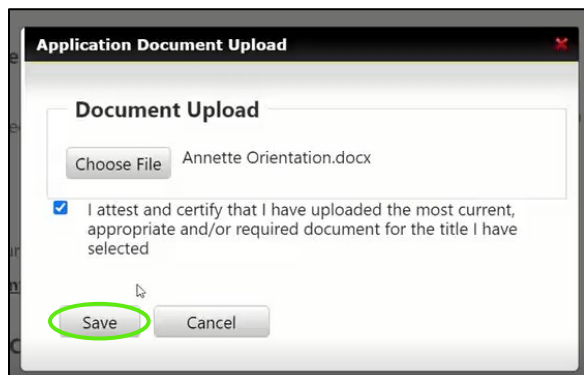 Application Document Upload
Document Upload
Choose File Annette Orientation.docx
I attest and certify that I have uploaded the most current,
appropriate and/or required document for the title I have
selected
Save Cancel